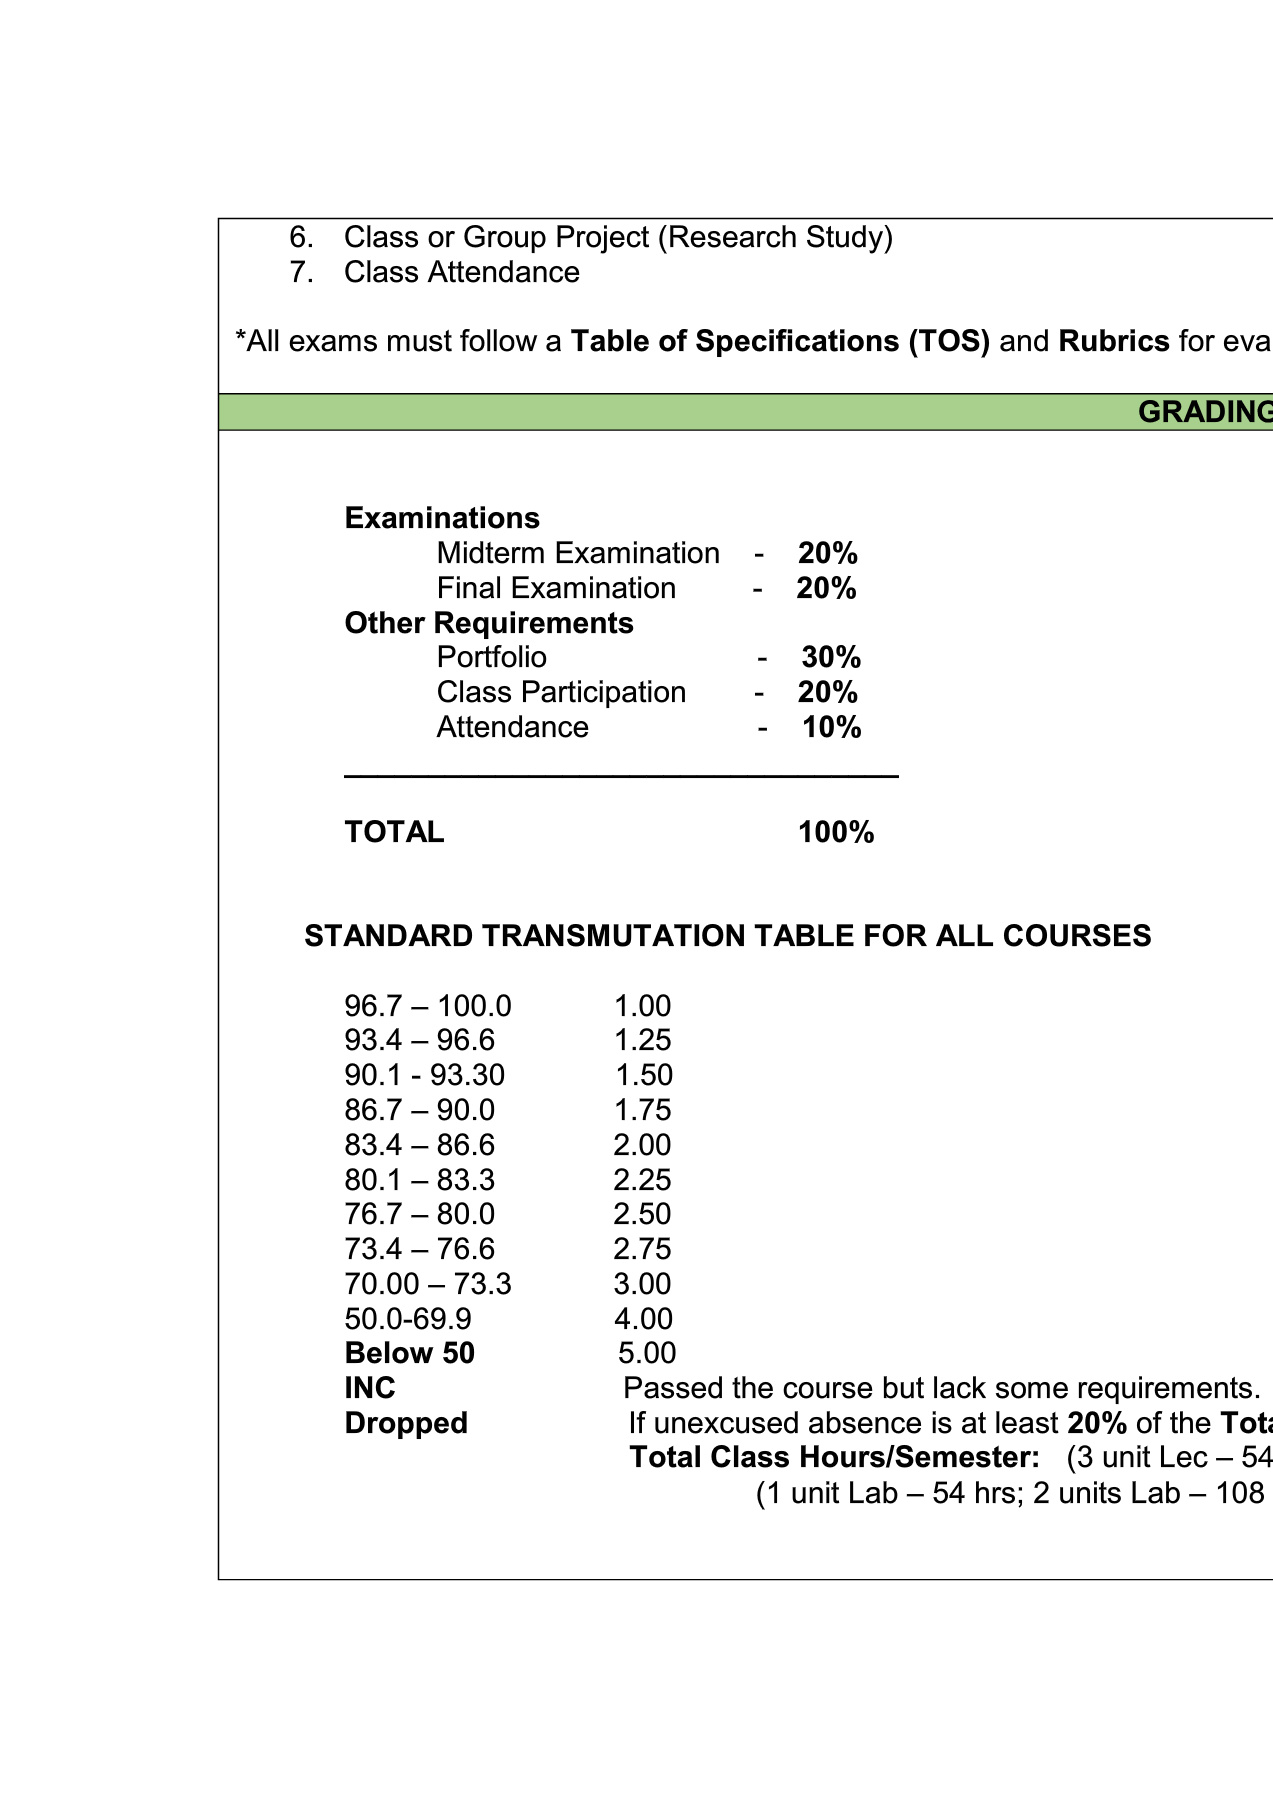 6. Class or Group Project (Research Study)
7. Class Attendance
*All exams must follow a Table of Specifications (TOS) and Rubrics for
GRADING
Examinations
Midterm Examination - 20%
Final Examination - 20%
Other Requirements
Portfolio - 30%
Class Participation - 20%
Attendance - 10%
TOTAL 100%
STANDARD TRANSMUTATION TABLE FOR ALL COURSES
96.7 – 100.0 1.00
93.4 – 96.6 1.25
90.1 - 93.30 1.50
86.7 – 90.0 1.75
83.4 – 86.6 2.00
80.1 – 83.3 2.25
76.7 – 80.0 2.50
73.4 – 76.6 2.75
70.00 – 73.3 3.00
50.0-69.9 4.00
Below 50 5.00
INC Passed the course but lack some requirements.
Dropped If unexcused absence is at least 20% of the
Total Class Hours/Semester: (3 unit Lec – 54
(1 unit Lab – 54 hrs; 2 units Lab – 108